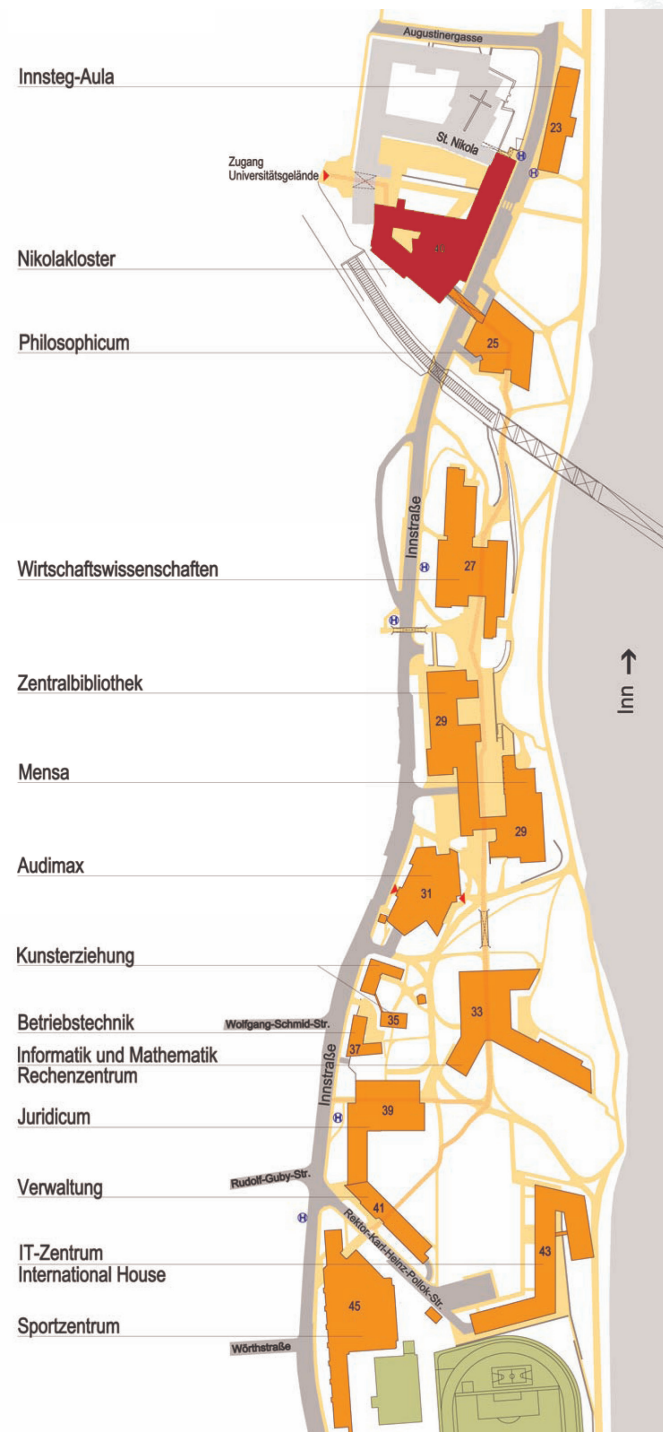 Augustinergasse
Innsteg-Aula
23
St. Nikola
H
Zugang
Universitätsgelände
H
Nikolakloster
Philosophicum
25
Innstraße
Wirtschaftswissenschaften
27
H
H
Inn →
Zentralbibliothek
29
Mensa
29
Audimax
31
Kunsterziehung
33
35
Betriebstechnik
Wolfgang-Schmid-Str.
37
Informatik und Mathematik
Rechenzentrum
Innstraße
Juridicum
39
H
Rudolf-Guby-Str.
Verwaltung
41
H
Rektor-Karl-Heinz-Pollok-Str.
IT-Zentrum
International House
43
45
Sportzentrum
Wörthstraße